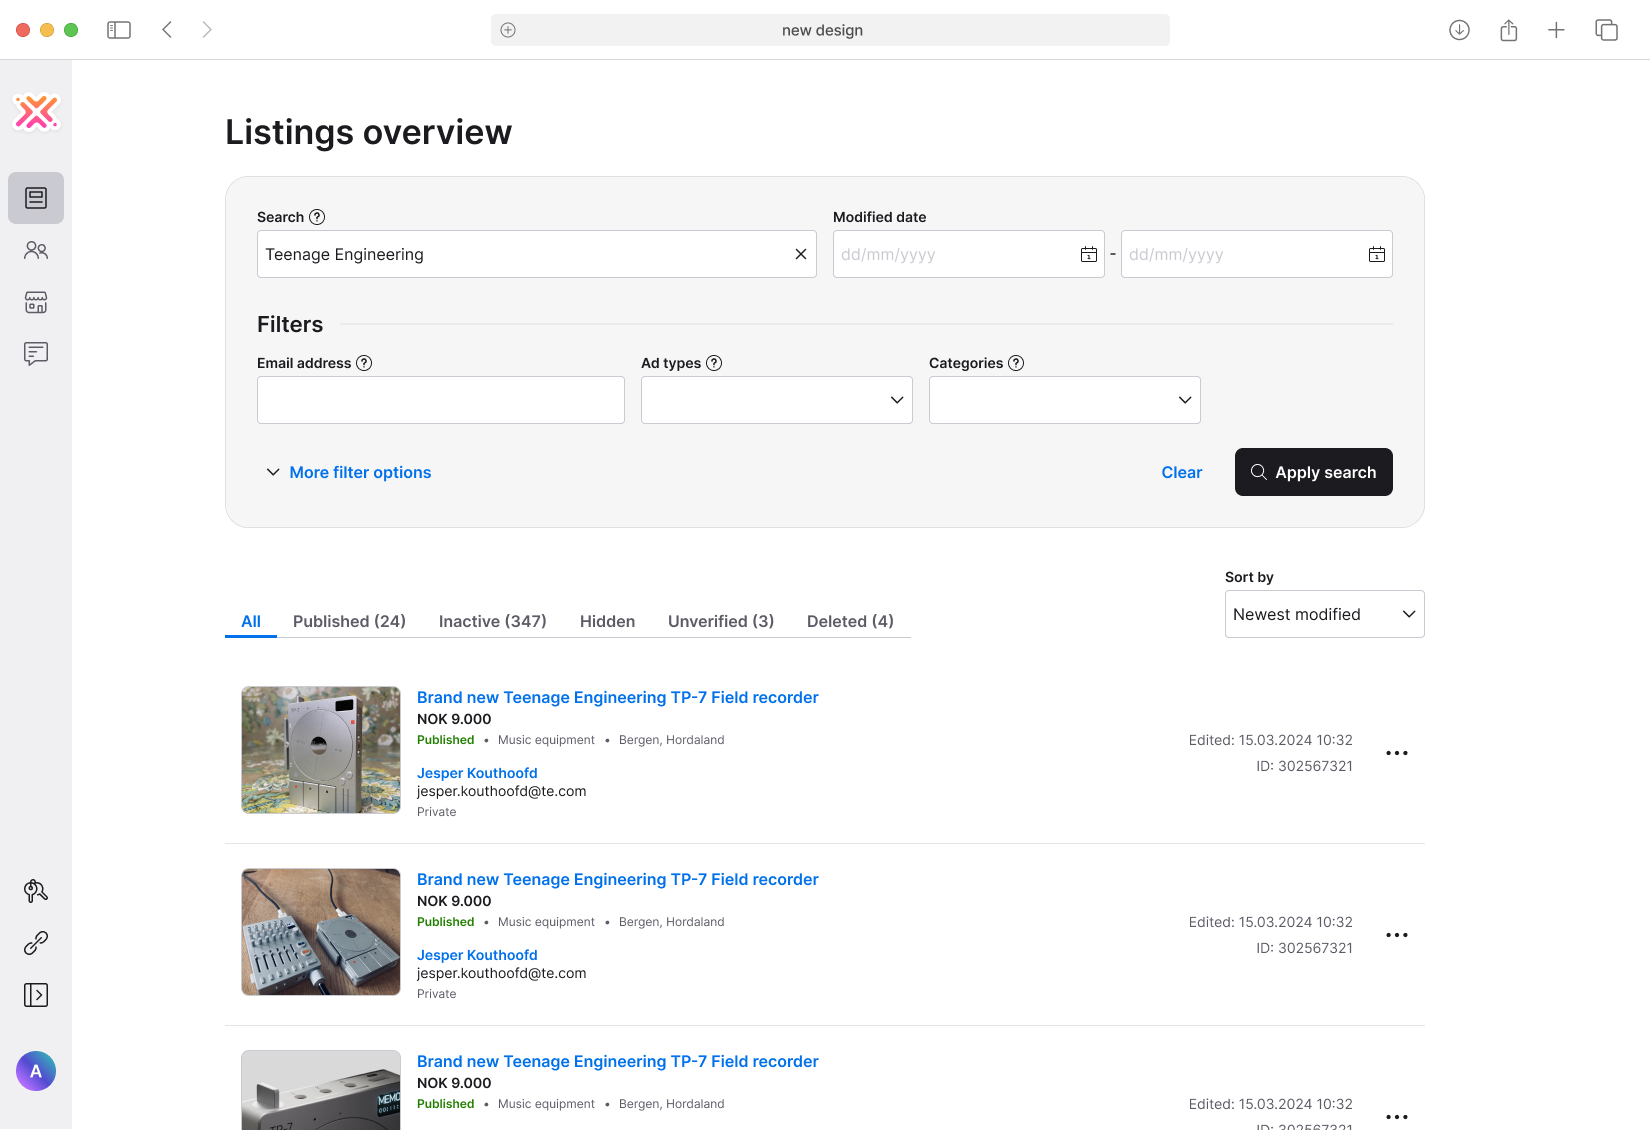 new design
Listings overview
Search
Teenage Engineering
Modified date
dd/mm/yyyy - dd/mm/yyyy
Filters
Email address
Ad types
Categories
More filter options
Clear
Apply search
Sort by
Newest modified
All Published (24) Inactive (347) Hidden Unverified (3) Deleted (4)
Brand new Teenage Engineering TP-7 Field recorder
NOK 9.000
Published • Music equipment • Bergen, Hordaland
Jesper Kouthoofd
jesper.kouthoofd@te.com
Private
Edited: 15.03.2024 10:32
ID: 302567321
Brand new Teenage Engineering TP-7 Field recorder
NOK 9.000
Published • Music equipment • Bergen, Hordaland
Jesper Kouthoofd
jesper.kouthoofd@te.com
Private
Edited: 15.03.2024 10:32
ID: 302567321
MEMO
TP-7
Brand new Teenage Engineering TP-7 Field recorder
NOK 9.000
Published • Music equipment • Bergen, Hordaland
Edited: 15.03.2024 10:32
ID: 302567321
A